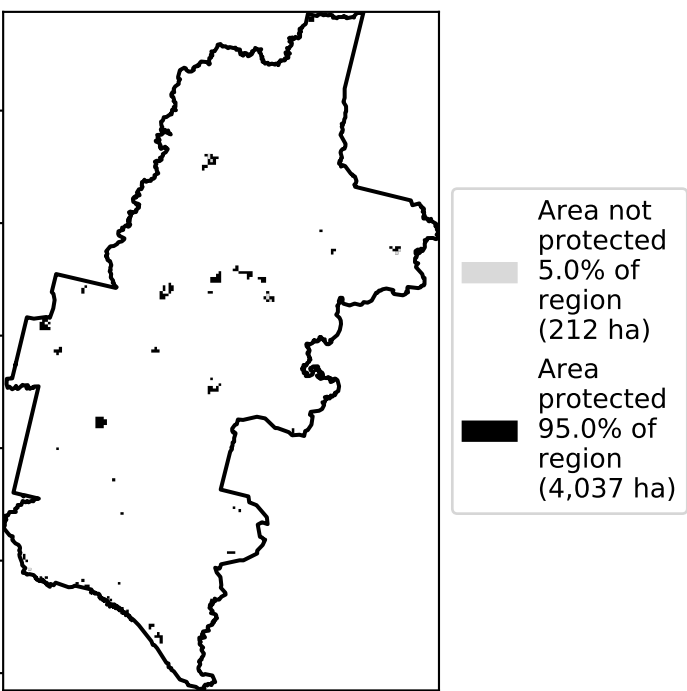 Area not
protected
5.0% of
region
(212 ha)
Area
protected
95.0% of
region
(4,037 ha)